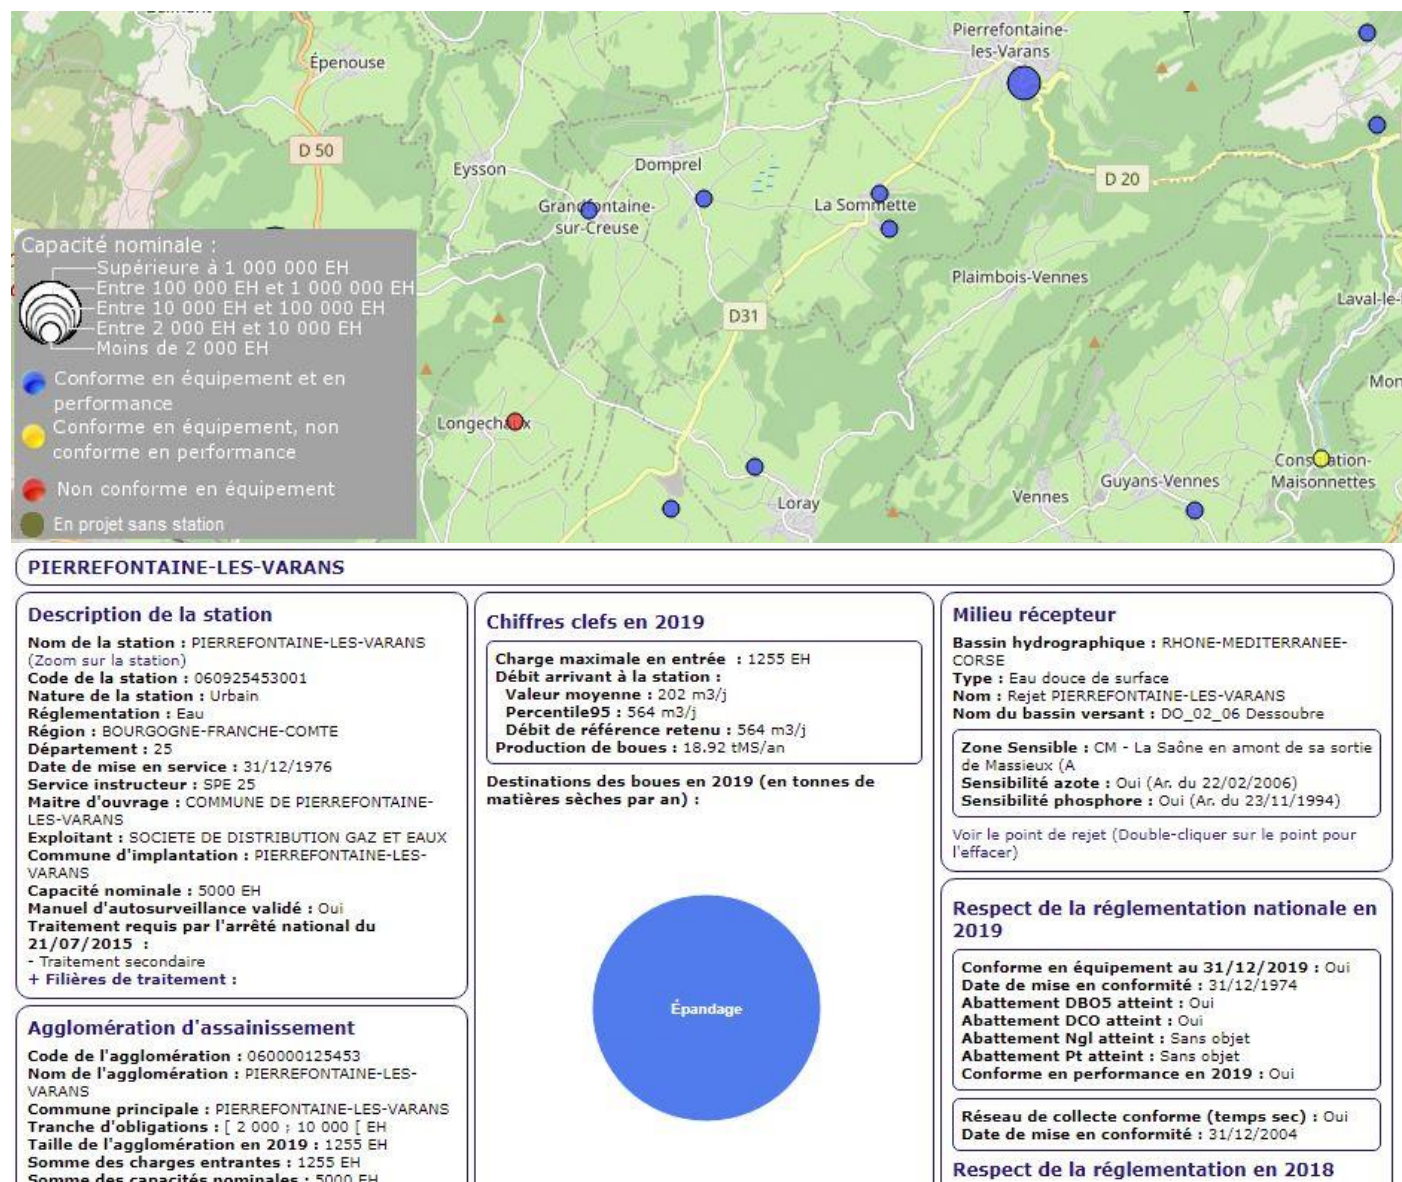 Pierrefontaine-
les-Varans
Épenouse
D 50
Eysson
Domprel
D 20
Grandfontaine-
sur-Creuse
La Sommette
Plaimbois-Vennes
Laval-le-
D31
Mon
Longechaux
Consolation-
Maisonnettes
Guyans-Vennes
Vennes
Loray
Capacité nominale :
Supérieure à 1 000 000 EH
Entre 100 000 EH et 1 000 000 EH
Entre 10 000 EH et 100 000 EH
Entre 2 000 EH et 10 000 EH
Moins de 2 000 EH
Conforme en équipement et en
performance
Conforme en équipement, non
conforme en performance
Non conforme en équipement
En projet sans station
PIERREFONTAINE-LES-VARANS
Description de la station
Nom de la station : PIERREFONTAINE-LES-VARANS
(Zoom sur la station)
Code de la station : 060925453001
Nature de la station : Urbain
Réglementation : Eau
Région : BOURGOGNE-FRANCHE-COMTE
Département : 25
Date de mise en service : 31/12/1976
Service instructeur : SPE 25
Maitre d'ouvrage : COMMUNE DE PIERREFONTAINE-
LES-VARANS
Exploitant : SOCIETE DE DISTRIBUTION GAZ ET EAUX
Commune d'implantation : PIERREFONTAINE-LES-
VARANS
Capacité nominale : 5000 EH
Manuel d'autosurveillance validé : Oui
Traitement requis par l'arrêté national du
21/07/2015 :
- Traitement secondaire
+ Filières de traitement :
Agglomération d'assainissement
Code de l'agglomération : 060000125453
Nom de l'agglomération : PIERREFONTAINE-LES-
VARANS
Commune principale : PIERREFONTAINE-LES-VARANS
Tranche d'obligations : [ 2 000 ; 10 000 [ EH
Taille de l'agglomération en 2019 : 1255 EH
Somme des charges entrantes : 1255 EH
Somme des capacités nominales : 5000 EH
Chiffres clefs en 2019
Charge maximale en entrée : 1255 EH
Débit arrivant à la station :
Valeur moyenne : 202 m3/j
Percentile95 : 564 m3/j
Débit de référence retenu : 564 m3/j
Production de boues : 18.92 tMS/an
Destinations des boues en 2019 (en tonnes de
matières sèches par an) :
Épandage
Milieu récepteur
Bassin hydrographique : RHONE-MEDITERRANEE-
CORSE
Type : Eau douce de surface
Nom : Rejet PIERREFONTAINE-LES-VARANS
Nom du bassin versant : DO_02_06 Dessoubre
Zone Sensible : CM - La Saône en amont de sa sortie
de Massieux (A
Sensibilité azote : Oui (Ar. du 22/02/2006)
Sensibilité phosphore : Oui (Ar. du 23/11/1994)
Voir le point de rejet (Double-cliquer sur le point pour
l'effacer)
Respect de la réglementation nationale en
2019
Conforme en équipement au 31/12/2019 : Oui
Date de mise en conformité : 31/12/1974
Abattement DBO5 atteint : Oui
Abattement DCO atteint : Oui
Abattement Ngl atteint : Sans objet
Abattement Pt atteint : Sans objet
Conforme en performance en 2019 : Oui
Réseau de collecte conforme (temps sec) : Oui
Date de mise en conformité : 31/12/2004
Respect de la réglementation en 2018